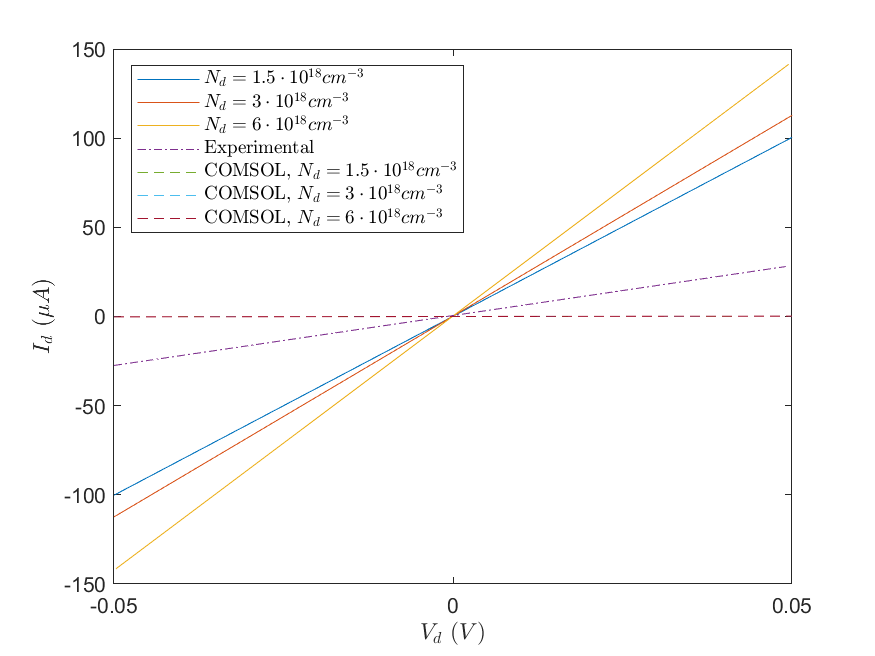 150
100
50
0
-50
-100
-150
-0.05
0
0.05
I_d (μA)
V_d (V)
N_d = 1.5 · 10^18 cm^−3
N_d = 3 · 10^18 cm^−3
N_d = 6 · 10^18 cm^−3
Experimental
COMSOL, N_d = 1.5 · 10^18 cm^−3
COMSOL, N_d = 3 · 10^18 cm^−3
COMSOL, N_d = 6 · 10^18 cm^−3